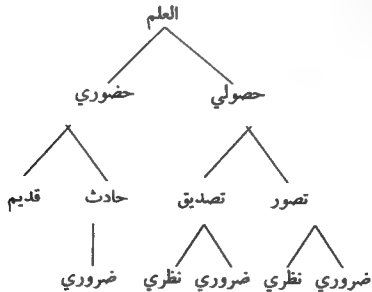 العلم
حصولي حضوري
تصور تصديق حادث قديم
ضروري نظري ضروري نظري ضروري